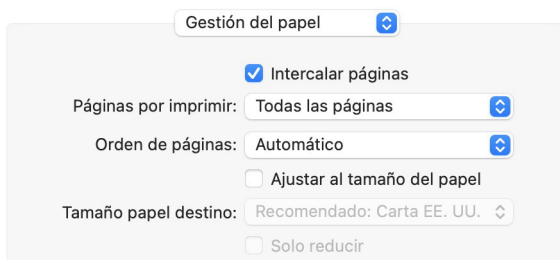 Gestión del papel
Intercalar páginas
Páginas por imprimir: Todas las páginas
Orden de páginas: Automático
Ajustar al tamaño del papel
Tamaño papel destino: Recomendado: Carta EE. UU.
Solo reducir